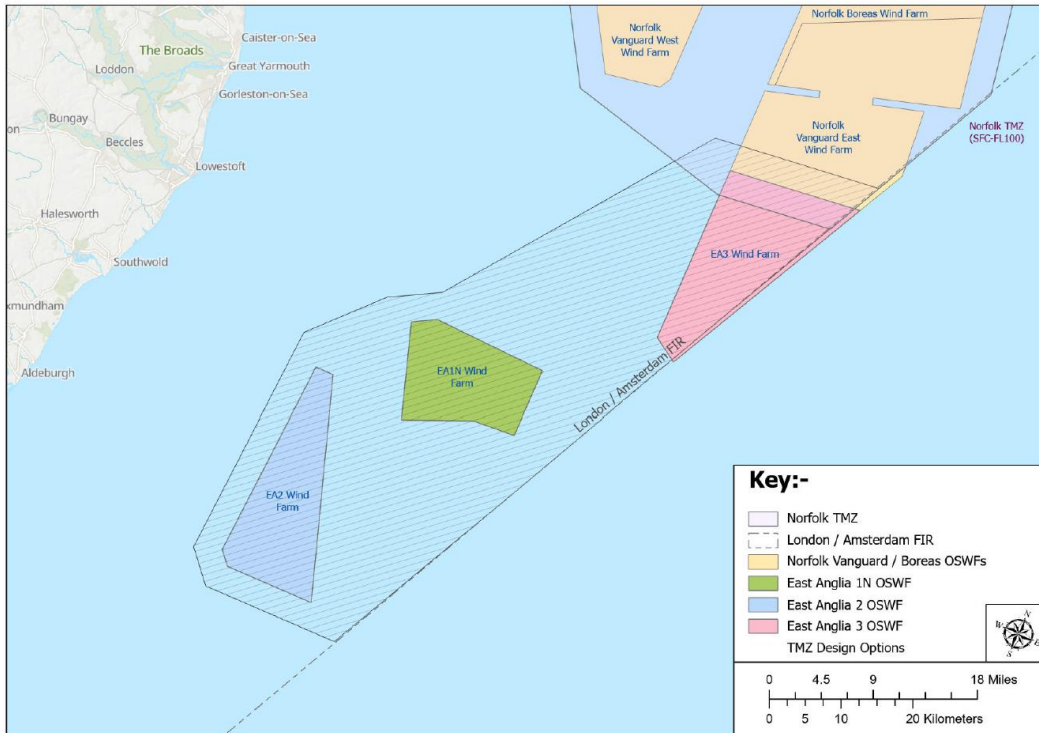 Norfolk Boreas Wind Farm
Caister-on-Sea
The Broads
Norfolk
Vanguard West
Wind Farm
Loddon
Great Yarmouth
Gorleston-on-Sea
on
Bungay
Norfolk
Vanguard East
Wind Farm
Norfolk TMZ
(SFC-FL100)
Beccles
Lowestoft
Halesworth
EA3 Wind Farm
Southwold
xmundham
London / Amsterdam FIR
Aldeburgh
EA1N Wind
Farm
EA2 Wind
Farm
Key:-
Norfolk TMZ
London / Amsterdam FIR
Norfolk Vanguard / Boreas OSWFs
East Anglia 1N OSWF
East Anglia 2 OSWF
East Anglia 3 OSWF
TMZ Design Options
N
W
E
S
0 4.5 9 18 Miles
0 5 10 20 Kilometers